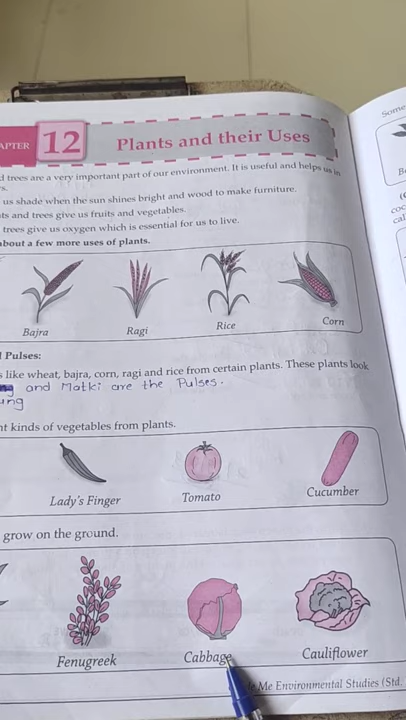 APTER 12 Plants and their Uses
d trees are a very important part of our environment. It is useful and helps us in
s.
us shade when the sun shines bright and wood to make furniture.
ts and trees give us fruits and vegetables.
trees give us oxygen which is essential for us to live.
about a few more uses of plants.
Bajra Ragi Rice Corn
l Pulses:
s like wheat, bajra, corn, ragi and rice from certain plants. These plants look
and Matki are the Pulses.
ung
nt kinds of vegetables from plants.
Lady's Finger Tomato Cucumber
grow on the ground.
Fenugreek Cabbage Cauliflower
Me Environmental Studies (Std.
Some